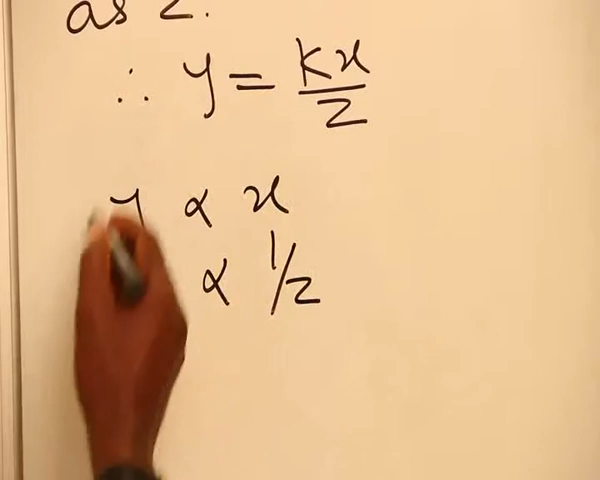 as z.
∴ y = kx/z
y ∝ x
∝ 1/z